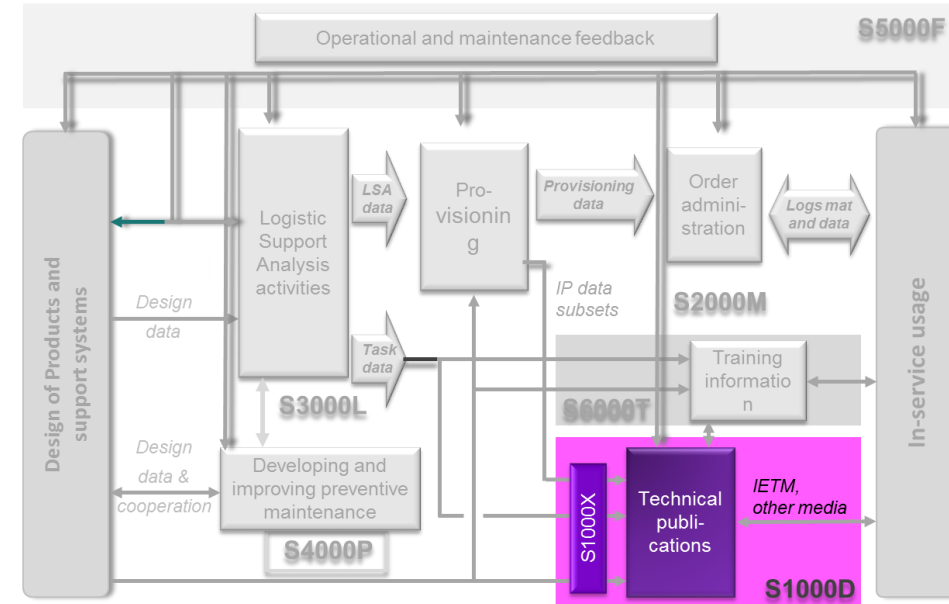 Operational and maintenance feedback
S5000F
Design of Products and
support systems
Logistic
Support
Analysis
activities
LSA
data
Pro-
visionin
g
Provisioning
data
Order
admini-
stration
Logs mat
and data
In-service usage
Design
data
Task
data
IP data
subsets
S2000M
S3000L
Training
informatio
n
S6000T
Design
data &
cooperation
Developing and
improving preventive
maintenance
S4000P
S1000X
Technical
publi-
cations
IETM,
other media
S1000D